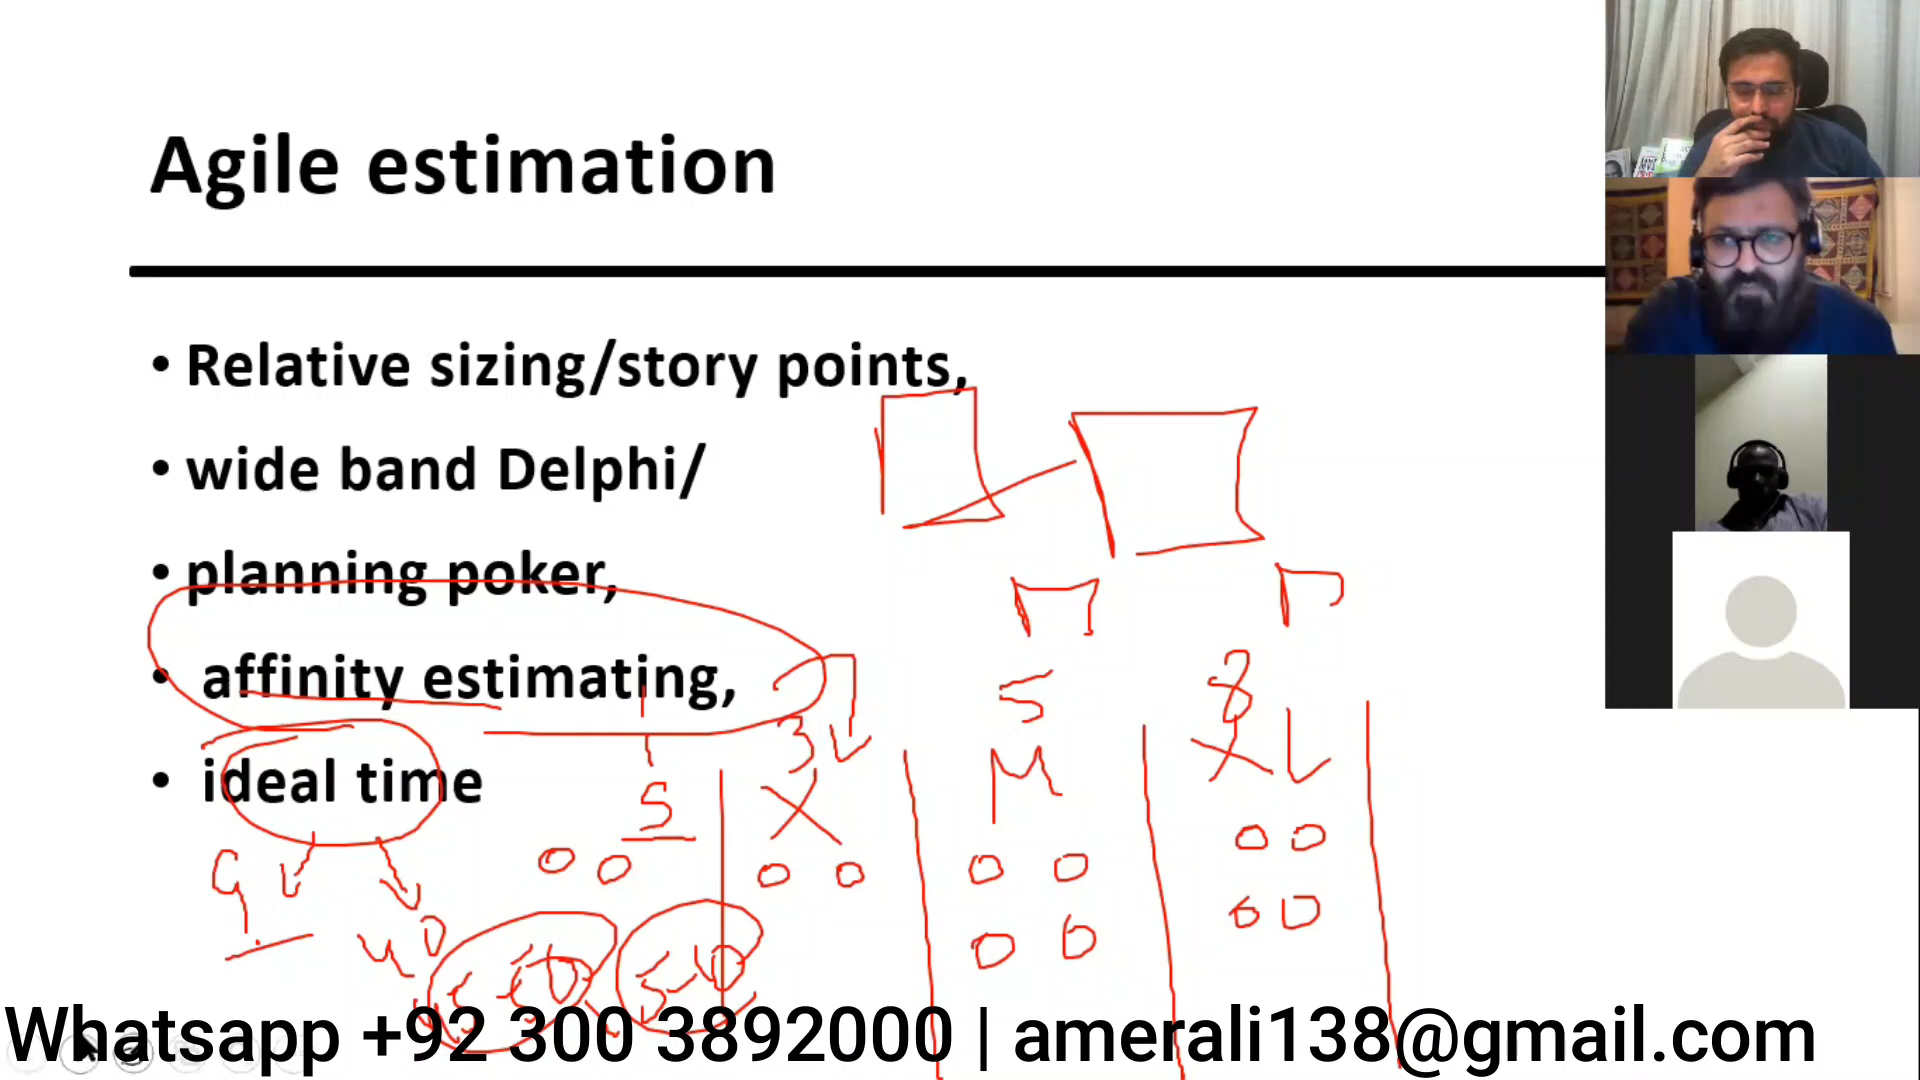 Agile estimation
• Relative sizing/story points,
• wide band Delphi/
• planning poker,
• affinity estimating,
• ideal time
5 8
3
S X M XL
Whatsapp +92 300 3892000 | amerali138@gmail.com